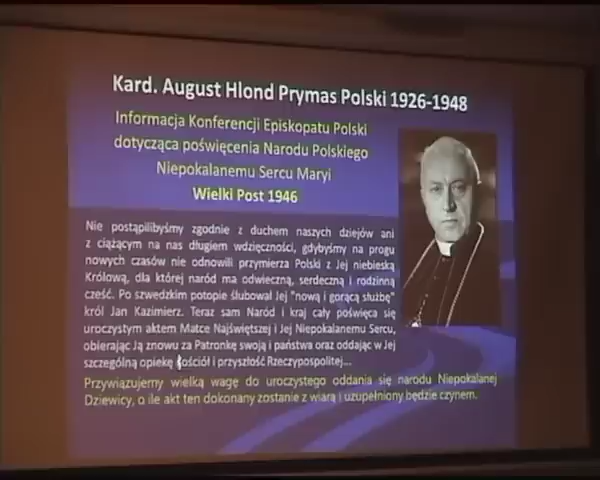 Kard. August Hlond Prymas Polski 1926-1948
Informacja Konferencji Episkopatu Polski
dotycząca poświęcenia Narodu Polskiego
Niepokalanemu Sercu Maryi
Wielki Post 1946
Nie postąpilibyśmy zgodnie z duchem naszych dziejów ani
z ciążącym na nas długiem wdzięczności, gdybyśmy na progu
nowych czasów nie odnowili przymierza Polski z Jej niebieską
Królową, dla której naród ma odwieczną, serdeczną i rodzinną
cześć. Po szwedzkim potopie ślubował Jej "nową i gorącą służbę"
król Jan Kazimierz. Teraz sam Naród i kraj cały poświęca się
uroczystym aktem Matce Najświętszej i Jej Niepokalanemu Sercu,
obierając Ją znowu za Patronkę swoją i państwa oraz oddając w Jej
szczególną opiekę kościół i przyszłość Rzeczypospolitej...
Przywiązujemy wielką wagę do uroczystego oddania się narodu Niepokalanej
Dziewicy, o ile akt ten dokonany zostanie z wiarą i uzupełniony będzie czynem.